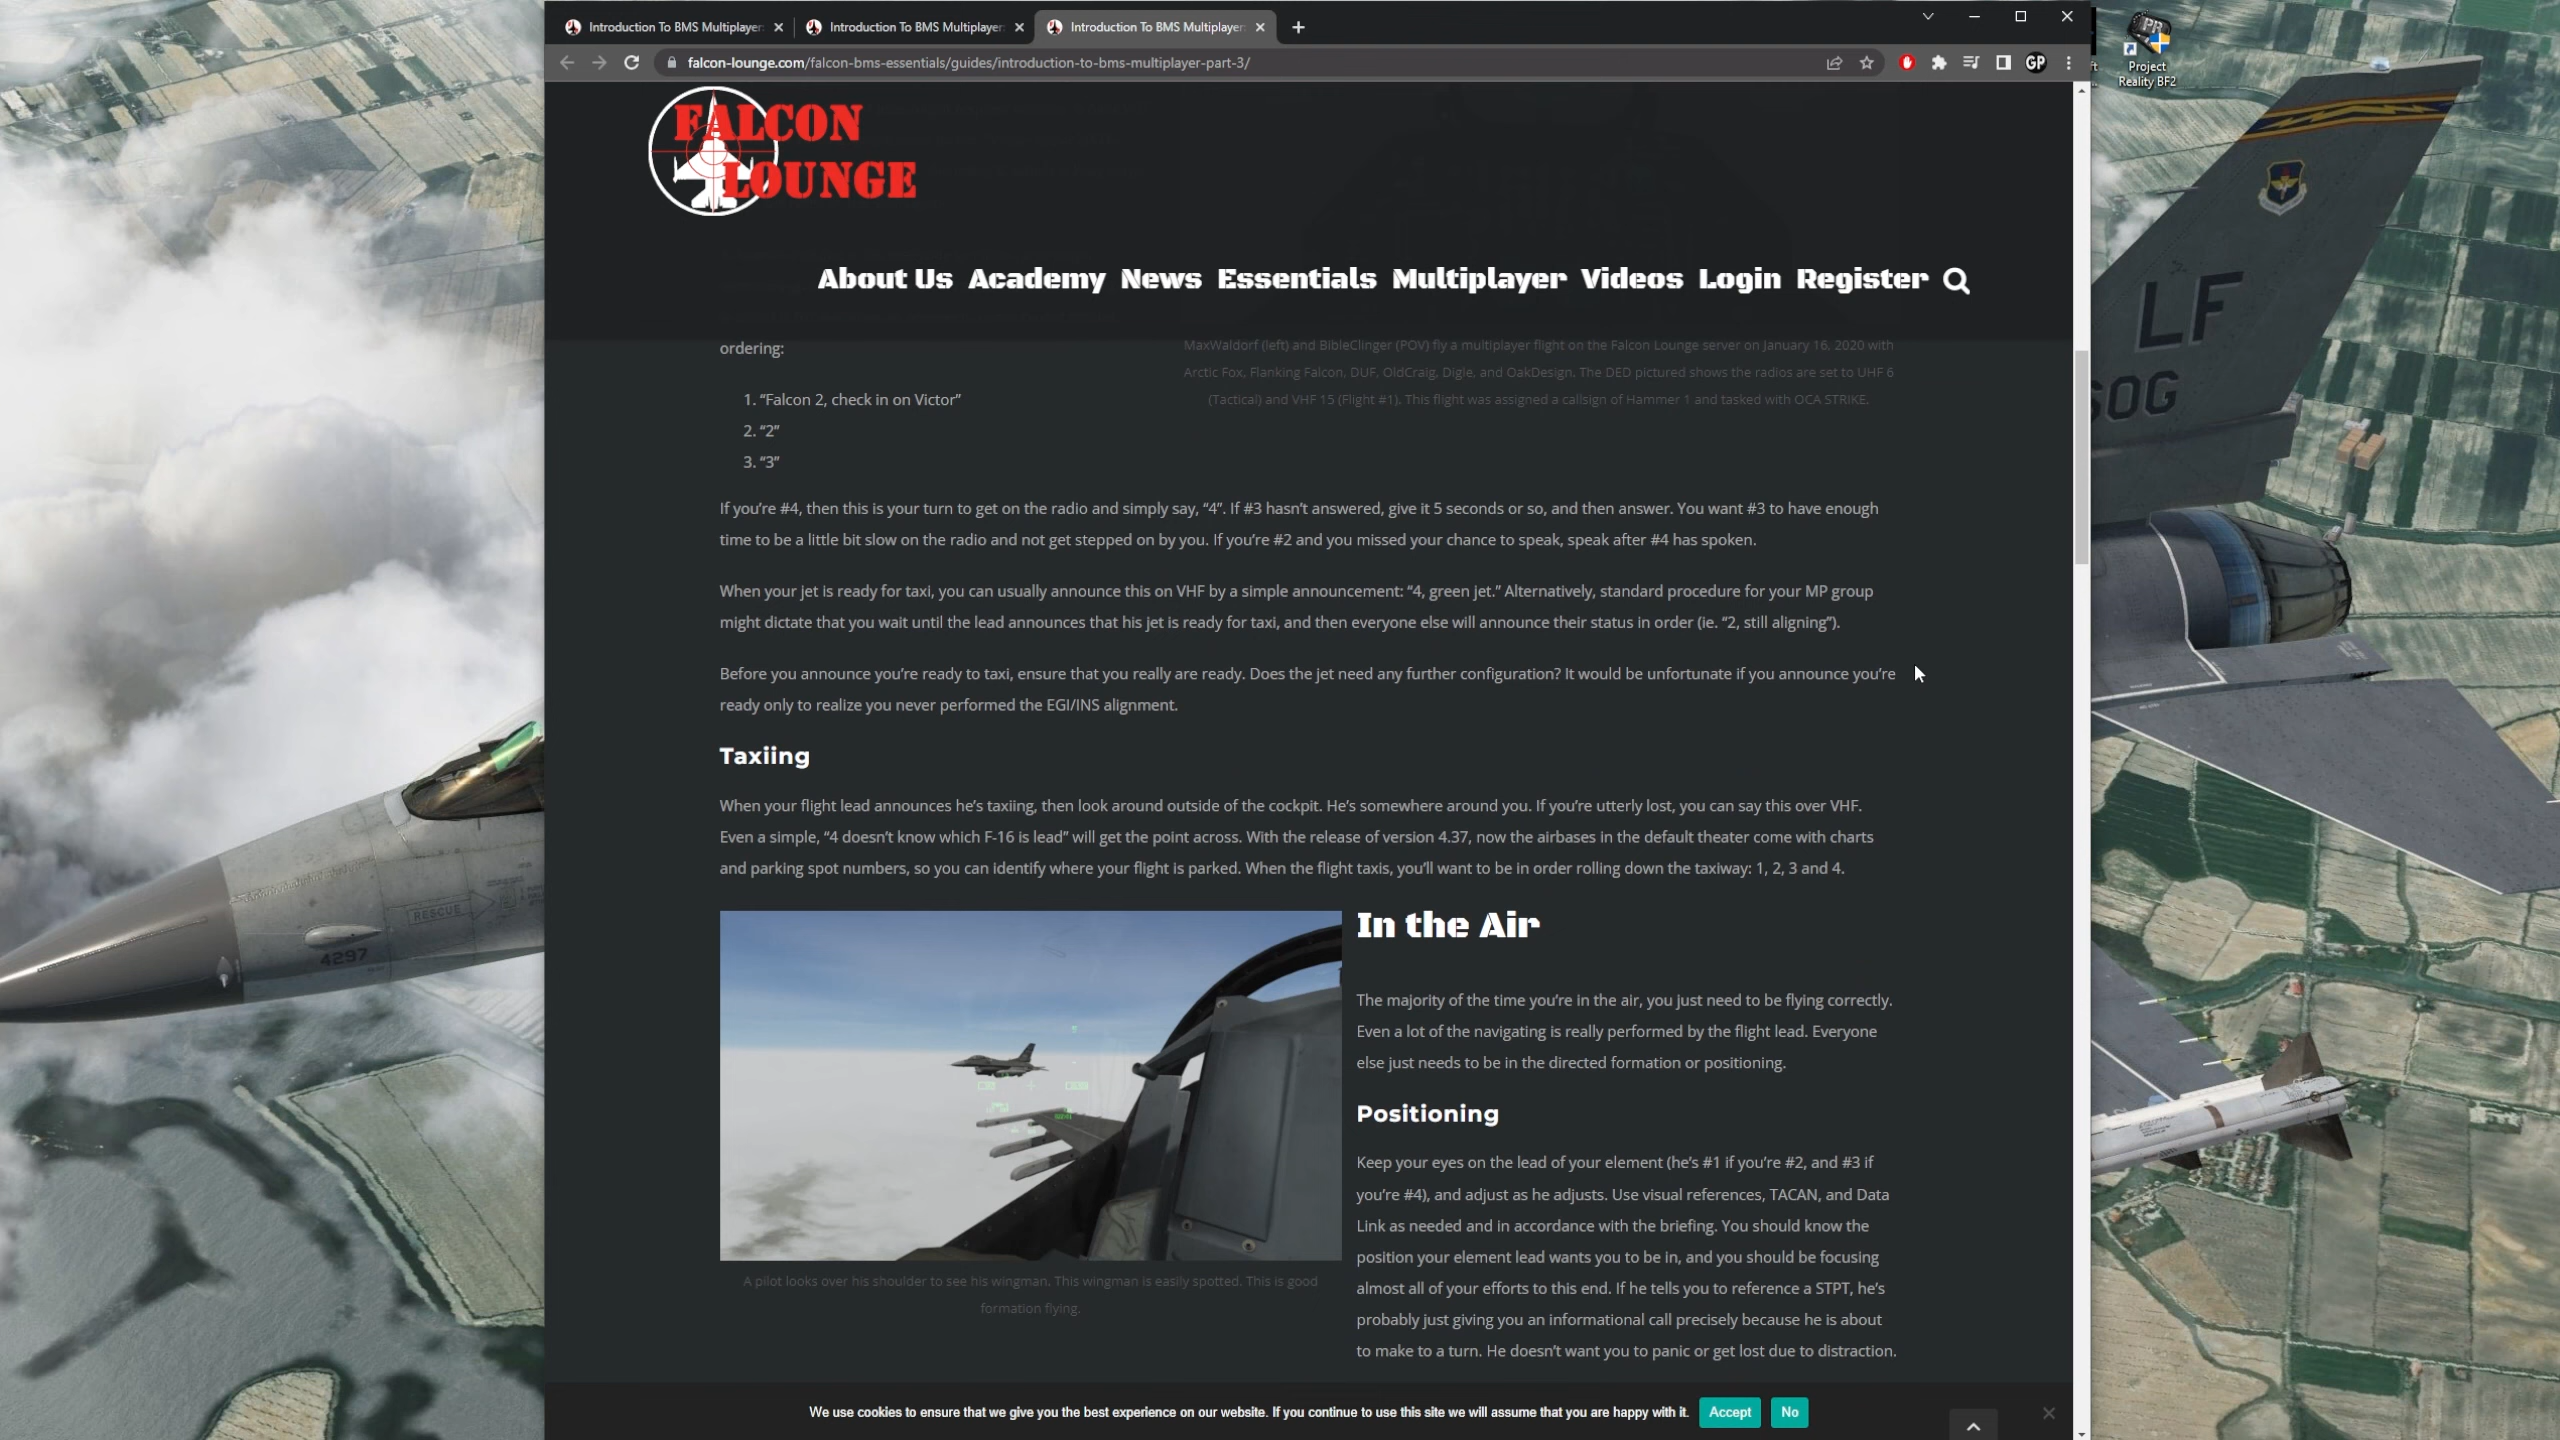 Introduction To BMS Multiplayer
Introduction To BMS Multiplayer
Introduction To BMS Multiplayer
falcon-lounge.com/falcon-bms-essentials/guides/introduction-to-bms-multiplayer-part-3/
GP
Project
Reality BF2
FALCON
LOUNGE
About Us Academy News Essentials Multiplayer Videos Login Register
ordering:
1. “Falcon 2, check in on Victor”
2. “2”
3. “3”
MaxWaldorf (left) and BibleClinger (POV) fly a multiplayer flight on the Falcon Lounge server on January 16, 2020 with
Arctic Fox, Flanking Falcon, DUF, OldCraig, Digle, and OakDesign. The DED pictured shows the radios are set to UHF 6
(Tactical) and VHF 15 (Flight #1). This flight was assigned a callsign of Hammer 1 and tasked with OCA STRIKE.
If you’re #4, then this is your turn to get on the radio and simply say, “4”. If #3 hasn’t answered, give it 5 seconds or so, and then answer. You want #3 to have enough
time to be a little bit slow on the radio and not get stepped on by you. If you’re #2 and you missed your chance to speak, speak after #4 has spoken.
When your jet is ready for taxi, you can usually announce this on VHF by a simple announcement: “4, green jet.” Alternatively, standard procedure for your MP group
might dictate that you wait until the lead announces that his jet is ready for taxi, and then everyone else will announce their status in order (ie. “2, still aligning”).
Before you announce you’re ready to taxi, ensure that you really are ready. Does the jet need any further configuration? It would be unfortunate if you announce you’re
ready only to realize you never performed the EGI/INS alignment.
Taxiing
When your flight lead announces he’s taxiing, then look around outside of the cockpit. He’s somewhere around you. If you’re utterly lost, you can say this over VHF.
Even a simple, “4 doesn’t know which F-16 is lead” will get the point across. With the release of version 4.37, now the airbases in the default theater come with charts
and parking spot numbers, so you can identify where your flight is parked. When the flight taxis, you’ll want to be in order rolling down the taxiway: 1, 2, 3 and 4.
In the Air
The majority of the time you’re in the air, you just need to be flying correctly.
Even a lot of the navigating is really performed by the flight lead. Everyone
else just needs to be in the directed formation or positioning.
Positioning
Keep your eyes on the lead of your element (he’s #1 if you’re #2, and #3 if
you’re #4), and adjust as he adjusts. Use visual references, TACAN, and Data
Link as needed and in accordance with the briefing. You should know the
position your element lead wants you to be in, and you should be focusing
almost all of your efforts to this end. If he tells you to reference a STPT, he’s
probably just giving you an informational call precisely because he is about
to make to a turn. He doesn’t want you to panic or get lost due to distraction.
A pilot looks over his shoulder to see his wingman. This wingman is easily spotted. This is good
formation flying.
We use cookies to ensure that we give you the best experience on our website. If you continue to use this site we will assume that you are happy with it.
Accept
No
LF
SOG
RESCUE
4297